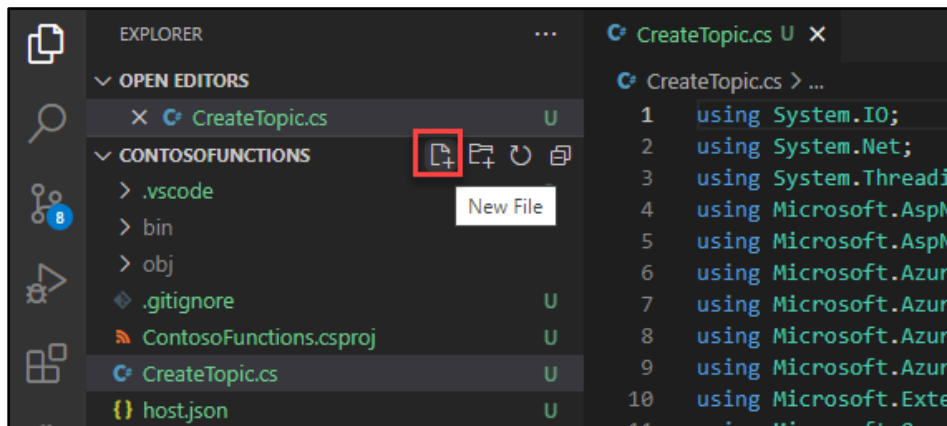 EXPLORER
OPEN EDITORS
CreateTopic.cs U
CONTOSOFUNCTIONS
New File
.vscode
bin
obj
.gitignore U
ContosoFunctions.csproj U
CreateTopic.cs U
{} host.json U
8
CreateTopic.cs U
CreateTopic.cs > ...
1 using System.IO;
2 using System.Net;
3 using System.Threadi
4 using Microsoft.AspN
5 using Microsoft.AspN
6 using Microsoft.Azur
7 using Microsoft.Azur
8 using Microsoft.Azur
9 using Microsoft.Azur
10 using Microsoft.Exte